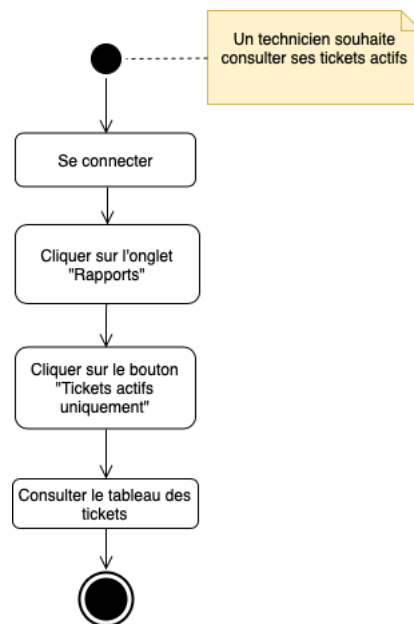 Un technicien souhaite
consulter ses tickets actifs
Se connecter
Cliquer sur l'onglet
"Rapports"
Cliquer sur le bouton
"Tickets actifs
uniquement"
Consulter le tableau des
tickets